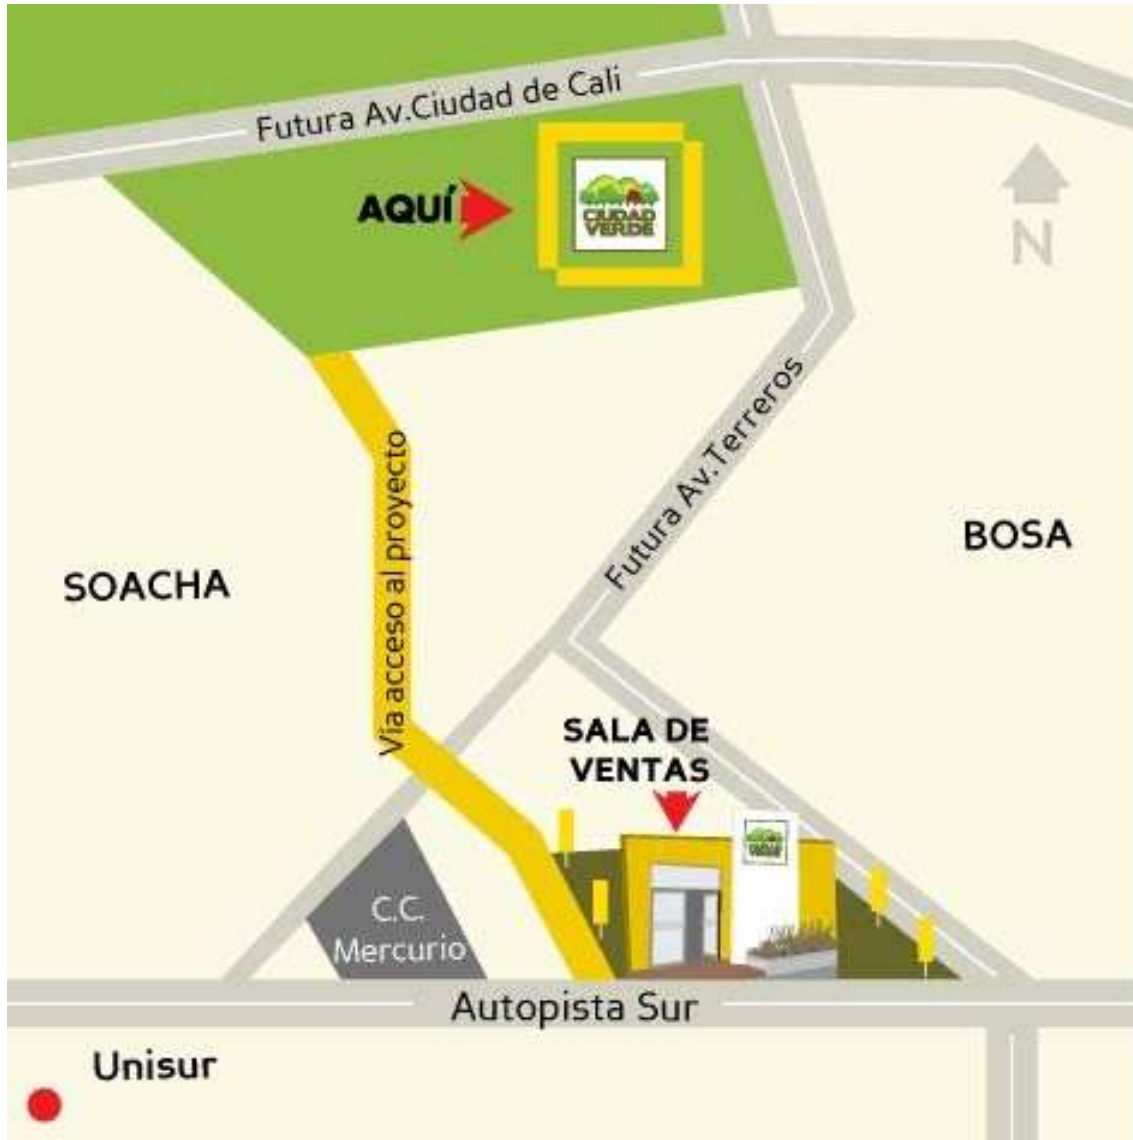 Futura Av.Ciudad de Cali
AQUÍ
CIUDAD
VERDE
N
Futura Av.Terreros
Vía acceso al proyecto
BOSA
SOACHA
SALA DE
VENTAS
C.C.
Mercurio
Autopista Sur
Unisur